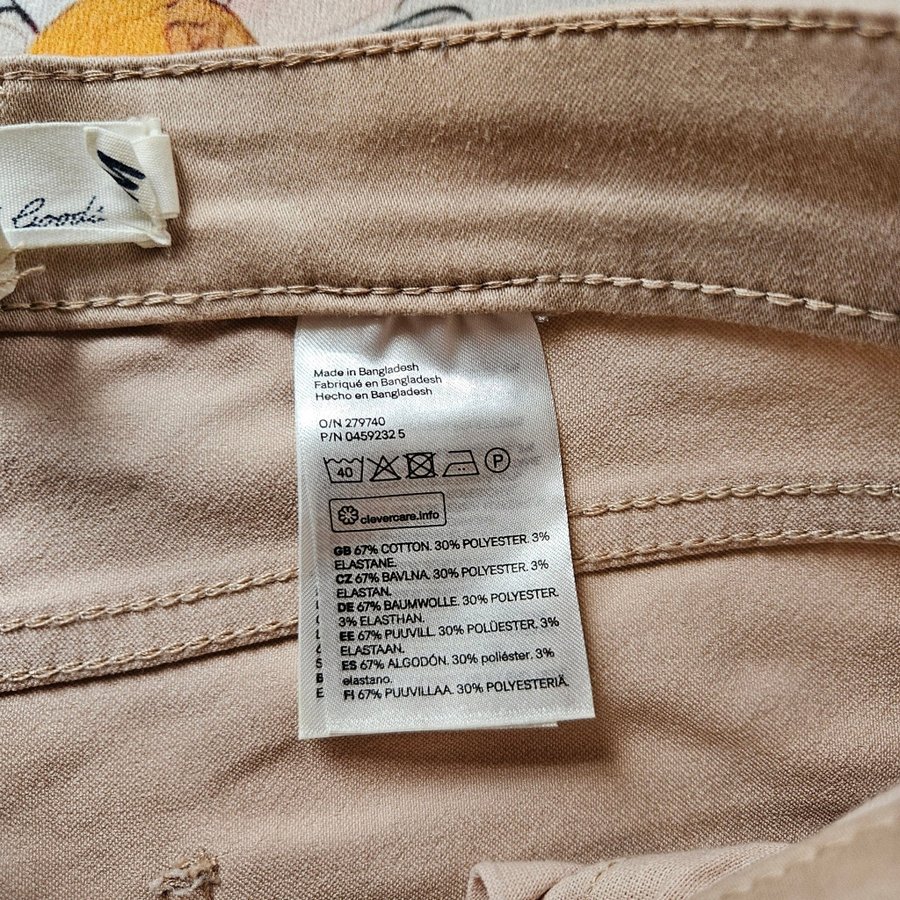 Goods
Made in Bangladesh
Fabriqué en Bangladesh
Hecho en Bangladesh
O/N 279740
P/N 0459232 5
40 P
clevercare.info
GB 67% COTTON. 30% POLYESTER. 3%
ELASTANE.
CZ 67% BAVLNA. 30% POLYESTER. 3%
ELASTAN.
DE 67% BAUMWOLLE. 30% POLYESTER.
3% ELASTHAN.
EE 67% PUUVILL. 30% POLÜESTER. 3%
ELASTAAN.
ES 67% ALGODÓN. 30% poliéster. 3%
elastano.
FI 67% PUUVILLAA. 30% POLYESTERIÄ.